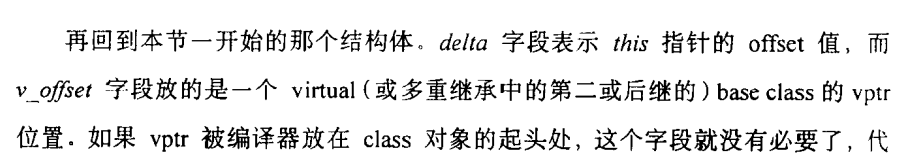 再回到本节一开始的那个结构体。delta 字段表示 this 指针的 offset 值，而
v_offset 字段放的是一个 virtual（或多重继承中的第二或后继的）base class 的 vptr
位置。如果 vptr 被编译器放在 class 对象的起头处，这个字段就没有必要了，代